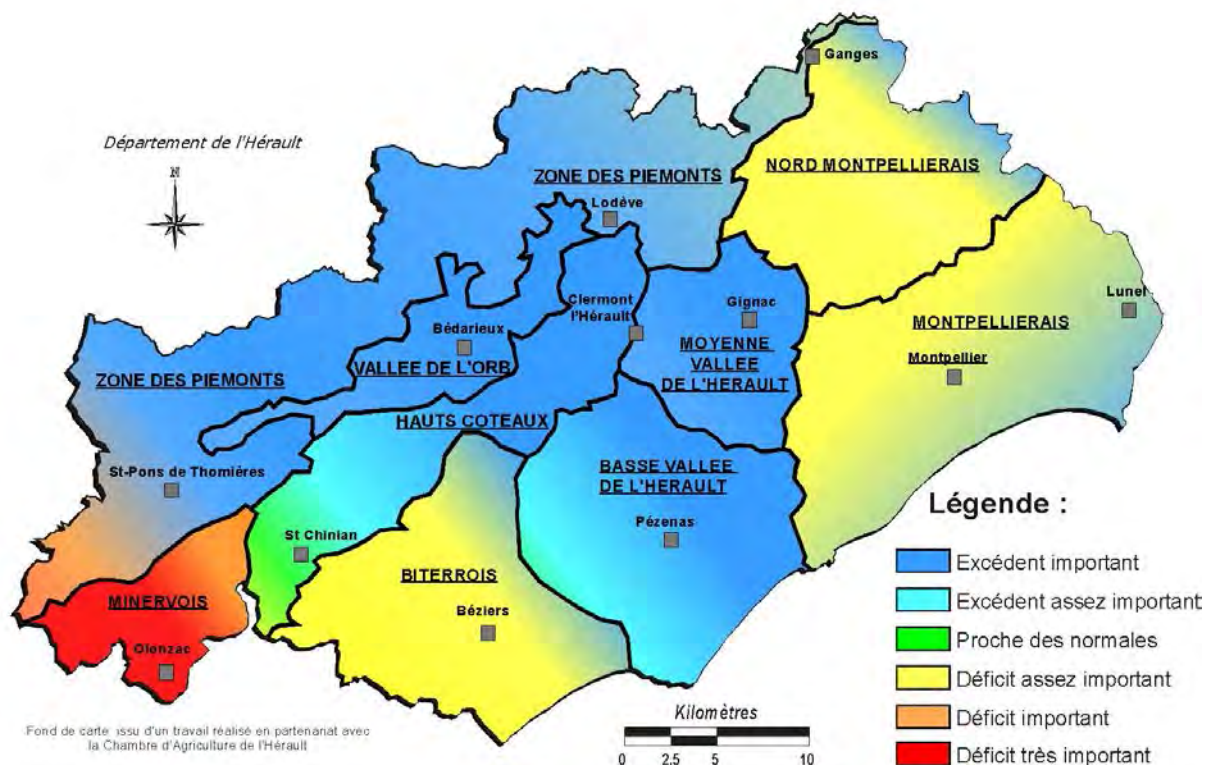 Ganges
Département de l'Hérault
N
NORD MONTPELLIERAIS
ZONE DES PIEMONTS
Lodève
Clermont
l'Hérault
Gignac
Lunel
MONTPELLIERAIS
Bédarieux
MOYENNE
VALLEE
DE L'HERAULT
Montpellier
VALLEE DE L'ORB
ZONE DES PIEMONTS
HAUTS COTEAUX
St-Pons de Thomières
BASSE VALLEE
DE L'HERAULT
Pézenas
St Chinian
BITERROIS
MINERVOIS
Béziers
Olonzac
Légende :
Excédent important
Excédent assez important
Proche des normales
Déficit assez important
Déficit important
Déficit très important
Kilomètres
0 2.5 5 10
Fond de carte issu d'un travail réalisé en partenariat avec
la Chambre d'Agriculture de l'Hérault